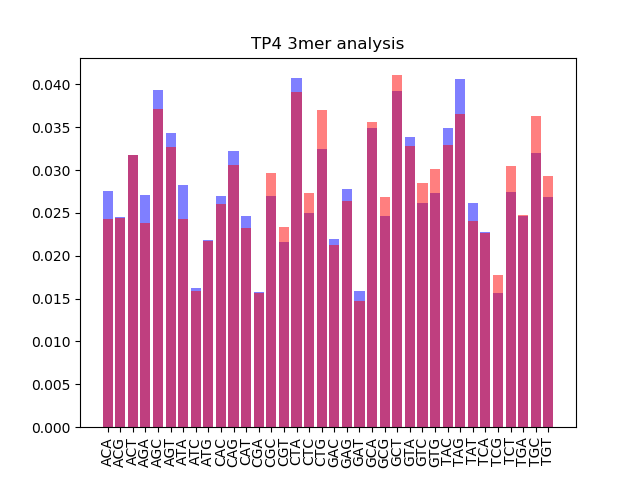 TP4 3mer analysis
0.040
0.035
0.030
0.025
0.020
0.015
0.010
0.005
0.000
ACA
ACG
ACT
AGA
AGC
AGT
ATA
ATC
ATG
CAC
CAG
CAT
CGA
CGC
CGT
CTA
CTC
CTG
GAC
GAG
GAT
GCA
GCG
GCT
GTA
GTC
GTG
TAC
TAG
TAT
TCA
TCG
TCT
TGA
TGC
TGT